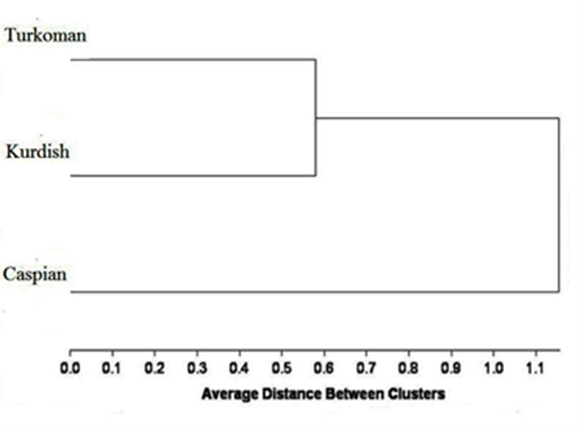 Turkoman
Kurdish
Caspian
0.0 0.1 0.2 0.3 0.4 0.5 0.6 0.7 0.8 0.9 1.0 1.1
Average Distance Between Clusters